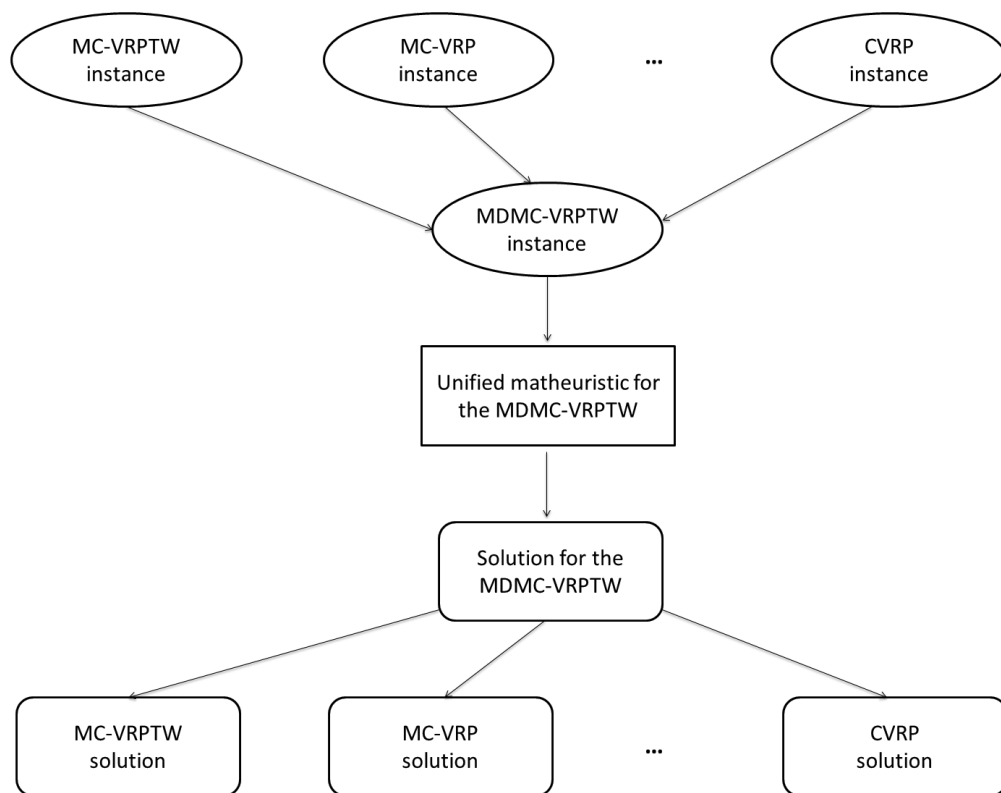 MC-VRPTW
instance
MC-VRP
instance
...
CVRP
instance
MDMC-VRPTW
instance
Unified matheuristic for
the MDMC-VRPTW
Solution for the
MDMC-VRPTW
MC-VRPTW
solution
MC-VRP
solution
...
CVRP
solution